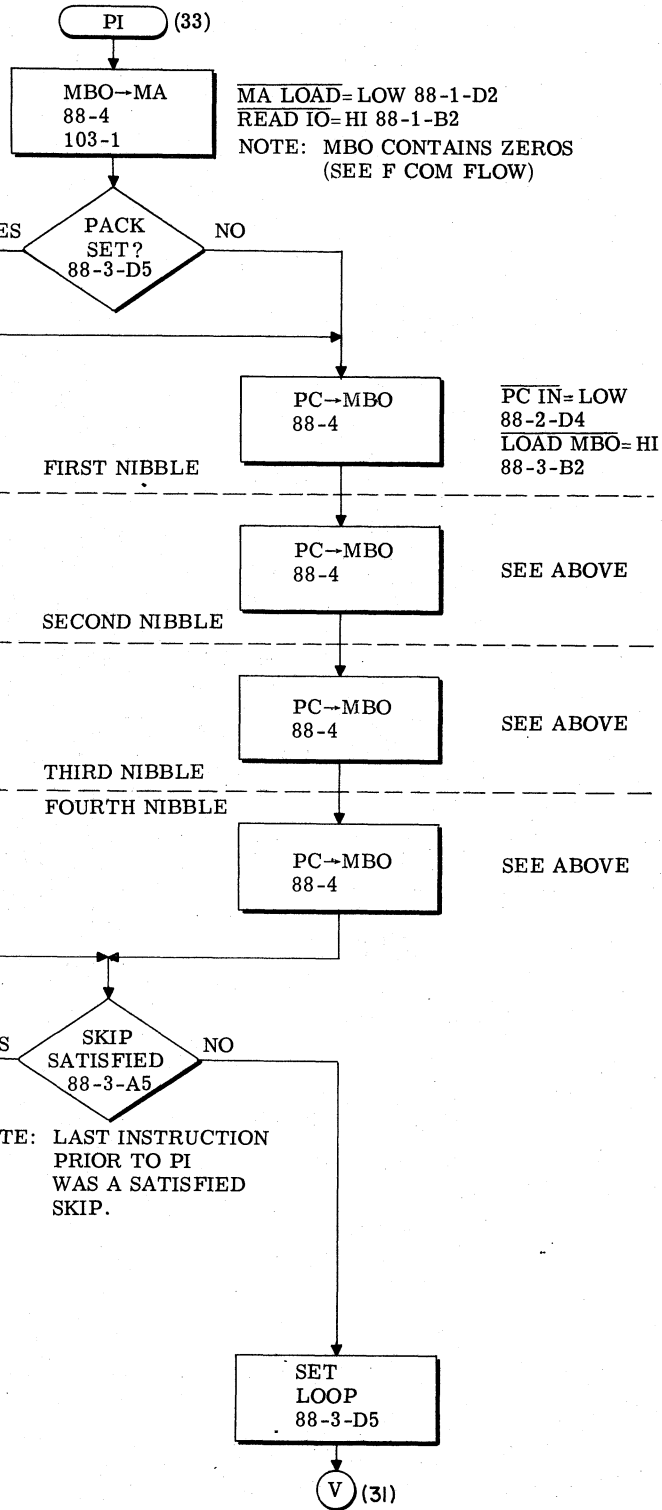 PI (33)
MBO→MA
88-4
103-1
MA LOAD=LOW 88-1-D2
READ IO=HI 88-1-B2
NOTE: MBO CONTAINS ZEROS
(SEE F COM FLOW)
ES
PACK
SET?
88-3-D5
NO
PC→MBO
88-4
PC IN=LOW
88-2-D4
LOAD MBO=HI
88-3-B2
FIRST NIBBLE
PC→MBO
88-4
SEE ABOVE
SECOND NIBBLE
PC→MBO
88-4
SEE ABOVE
THIRD NIBBLE
FOURTH NIBBLE
PC→MBO
88-4
SEE ABOVE
S
SKIP
SATISFIED
88-3-A5
NO
TE: LAST INSTRUCTION
PRIOR TO PI
WAS A SATISFIED
SKIP.
SET
LOOP
88-3-D5
V (31)